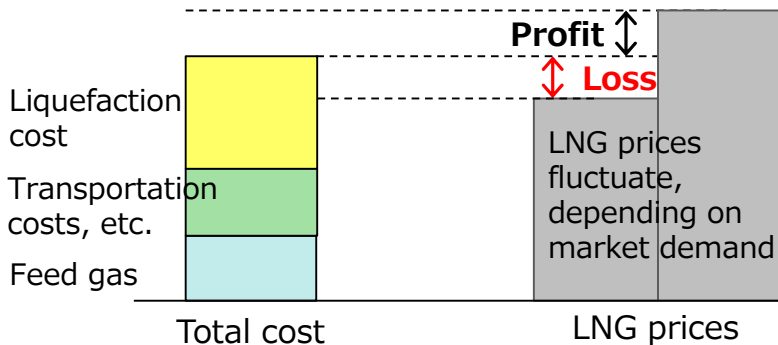 Profit
Loss
Liquefaction
cost
Transportation
costs, etc.
Feed gas
LNG prices
fluctuate,
depending on
market demand
Total cost
LNG prices